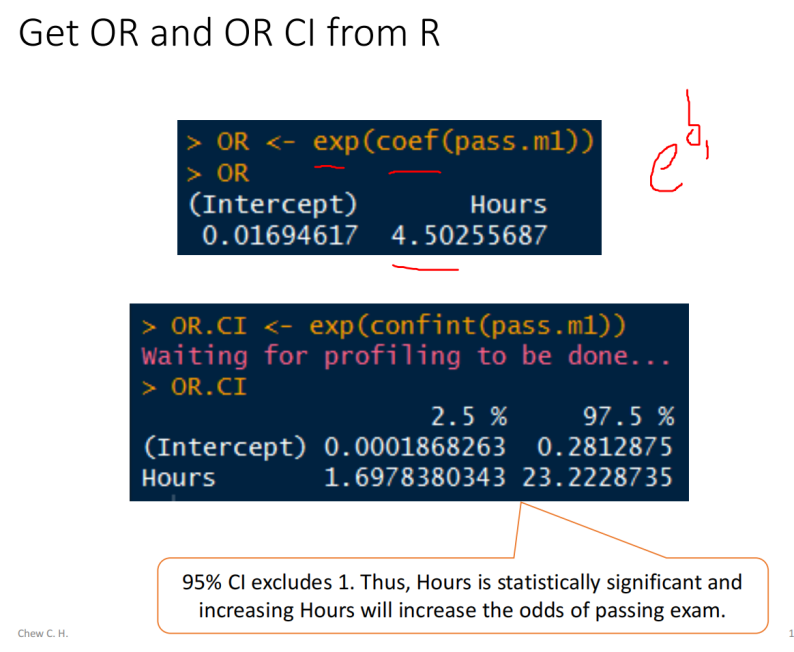 Get OR and OR CI from R
> OR <- exp(coef(pass.m1))
> OR
(Intercept) Hours
0.01694617 4.50255687
e^b₁
> OR.CI <- exp(confint(pass.m1))
Waiting for profiling to be done...
> OR.CI
2.5 % 97.5 %
(Intercept) 0.0001868263 0.2812875
Hours 1.6978380343 23.2228735
95% CI excludes 1. Thus, Hours is statistically significant and
increasing Hours will increase the odds of passing exam.
Chew C. H.
1